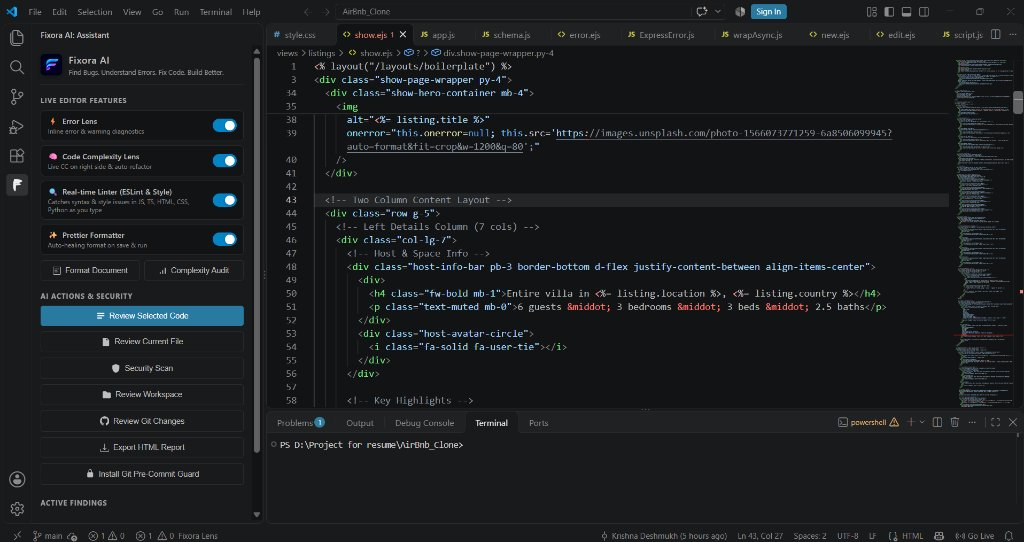 File Edit Selection View Go Run Terminal Help
AirBnb_Clone
Sign In
Fixora AI: Assistant
Fixora AI
Find Bugs. Understand Errors. Fix Code. Build Better.
LIVE EDITOR FEATURES
Error Lens
Inline error & warning diagnostics
Code Complexity Lens
Live CC on right side & auto-refactor
Real-time Linter (ESLint & Style)
Catches syntax & style issues in JS, TS, HTML, CSS,
Python as you type
Prettier Formatter
Auto-healing format on save & run
Format Document
Complexity Audit
AI ACTIONS & SECURITY
Review Selected Code
Review Current File
Security Scan
Review Workspace
Review Git Changes
Export HTML Report
Install Git Pre-Commit Guard
ACTIVE FINDINGS
# style.css
<> show.ejs 1
JS app.js
JS schema.js
<> error.ejs
JS ExpressError.js
JS wrapAsync.js
<> new.ejs
<> edit.ejs
JS script.js
views > listings > <> show.ejs > ? > div.show-page-wrapper.py-4
1 <% layout("/layouts/boilerplate") %>
3 <div class="show-page-wrapper py-4">
34 <div class="show-hero-container mb-4">
35 <img
38 alt="<%= listing.title %>"
39 onerror="this.onerror=null; this.src='https://images.unsplash.com/photo-1566073771259-6a8506099945?
auto=format&fit=crop&w=1200&q=80';"
40 />
41 </div>
42
43 <!-- Two Column Content Layout -->
44 <div class="row g-5">
45 <!-- Left Details Column (7 cols) -->
46 <div class="col-lg-7">
47 <!-- Host & Space Info -->
48 <div class="host-info-bar pb-3 border-bottom d-flex justify-content-between align-items-center">
49 <div>
50 <h4 class="fw-bold mb-1">Entire villa in <%= listing.location %>, <%= listing.country %></h4>
51 <p class="text-muted mb-0">6 guests &middot; 3 bedrooms &middot; 3 beds &middot; 2.5 baths</p>
52 </div>
53 <div class="host-avatar-circle">
54 <i class="fa-solid fa-user-tie"></i>
55 </div>
56 </div>
57
58 <!-- Key Highlights -->
Problems 1 Output Debug Console Terminal Ports
powershell
PS D:\Project for resume\AirBnb_Clone>
main 1 0 1 0 Fixora Lens
Krishna Deshmukh (5 hours ago) Ln 43, Col 27 Spaces: 2 UTF-8 LF HTML Go Live